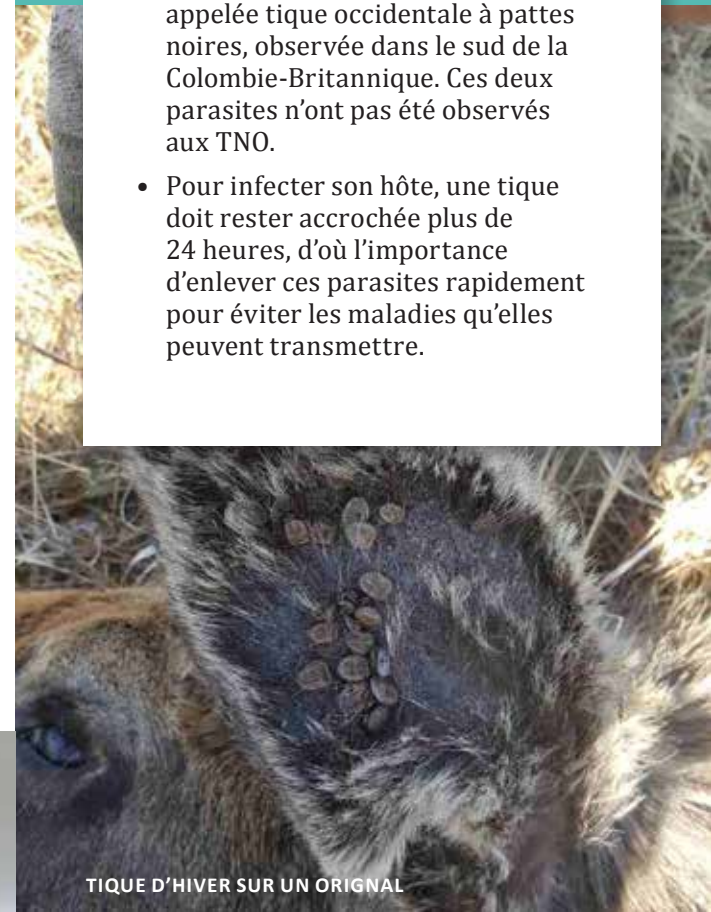 appelée tique occidentale à pattes
noires, observée dans le sud de la
Colombie-Britannique. Ces deux
parasites n’ont pas été observés
aux TNO.
• Pour infecter son hôte, une tique
doit rester accrochée plus de
24 heures, d’où l’importance
d’enlever ces parasites rapidement
pour éviter les maladies qu’elles
peuvent transmettre.
TIQUE D’HIVER SUR UN ORIGNAL